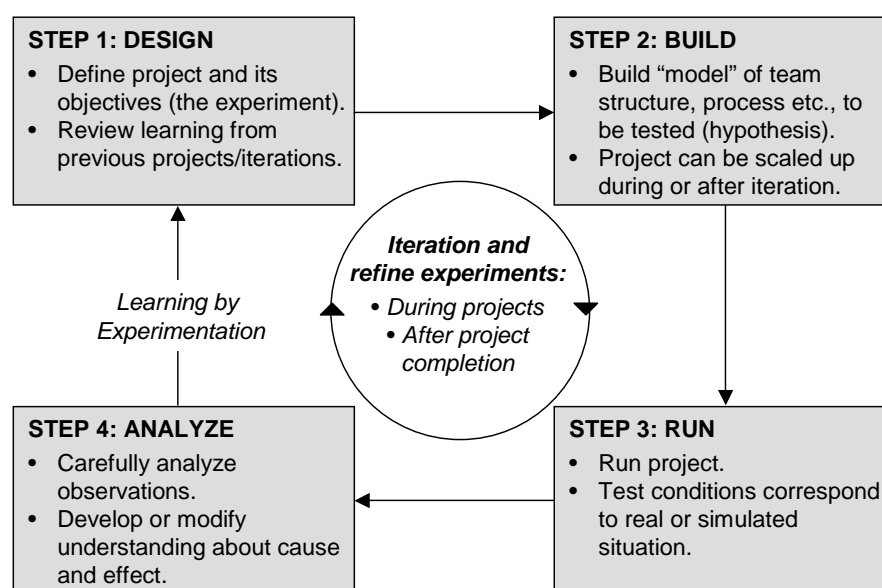 STEP 1: DESIGN
• Define project and its
objectives (the experiment).
• Review learning from
previous projects/iterations.
STEP 2: BUILD
• Build “model” of team
structure, process etc., to
be tested (hypothesis).
• Project can be scaled up
during or after iteration.
Iteration and
refine experiments:
• During projects
• After project
completion
Learning by
Experimentation
STEP 4: ANALYZE
• Carefully analyze
observations.
• Develop or modify
understanding about cause
and effect.
STEP 3: RUN
• Run project.
• Test conditions correspond
to real or simulated
situation.